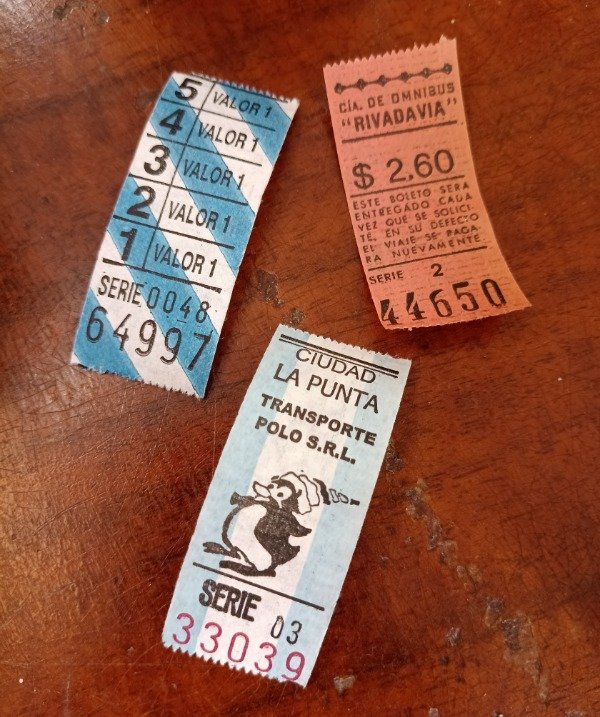 5 VALOR 1
4 VALOR 1
3 VALOR 1
2 VALOR 1
1 VALOR 1
SERIE 0048
64997
CIA. DE OMNIBUS
"RIVADAVIA"
$ 2,60
ESTE BOLETO SERA
ENTREGADO CADA
VEZ QUE SE SOLICI-
TE, EN SU DEFECTO
EL VIAJE SE PAGA
RA NUEVAMENTE
SERIE 2
44650
CIUDAD
LA PUNTA
TRANSPORTE
POLO S.R.L.
SERIE 03
33039